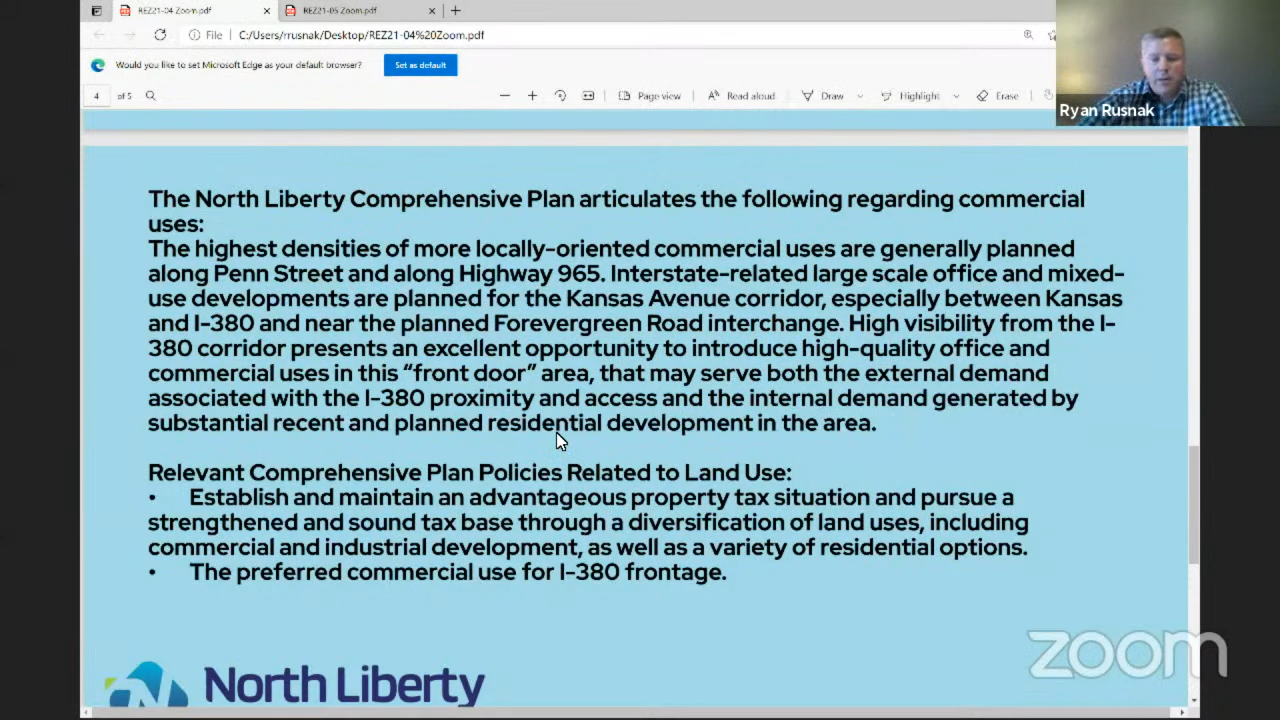 REZ21-04 Zoom.pdf
REZ21-05 Zoom.pdf
File
C:/Users/rrusnak/Desktop/REZ21-04%20Zoom.pdf
Would you like to set Microsoft Edge as your default browser?
Set as default
4 of 5
Page view
Read aloud
Draw
Highlight
Erase
Ryan Rusnak
The North Liberty Comprehensive Plan articulates the following regarding commercial
uses:
The highest densities of more locally-oriented commercial uses are generally planned
along Penn Street and along Highway 965. Interstate-related large scale office and mixed-
use developments are planned for the Kansas Avenue corridor, especially between Kansas
and I-380 and near the planned Forevergreen Road interchange. High visibility from the I-
380 corridor presents an excellent opportunity to introduce high-quality office and
commercial uses in this “front door” area, that may serve both the external demand
associated with the I-380 proximity and access and the internal demand generated by
substantial recent and planned residential development in the area.
Relevant Comprehensive Plan Policies Related to Land Use:
• Establish and maintain an advantageous property tax situation and pursue a
strengthened and sound tax base through a diversification of land uses, including
commercial and industrial development, as well as a variety of residential options.
• The preferred commercial use for I-380 frontage.
North Liberty
zoom